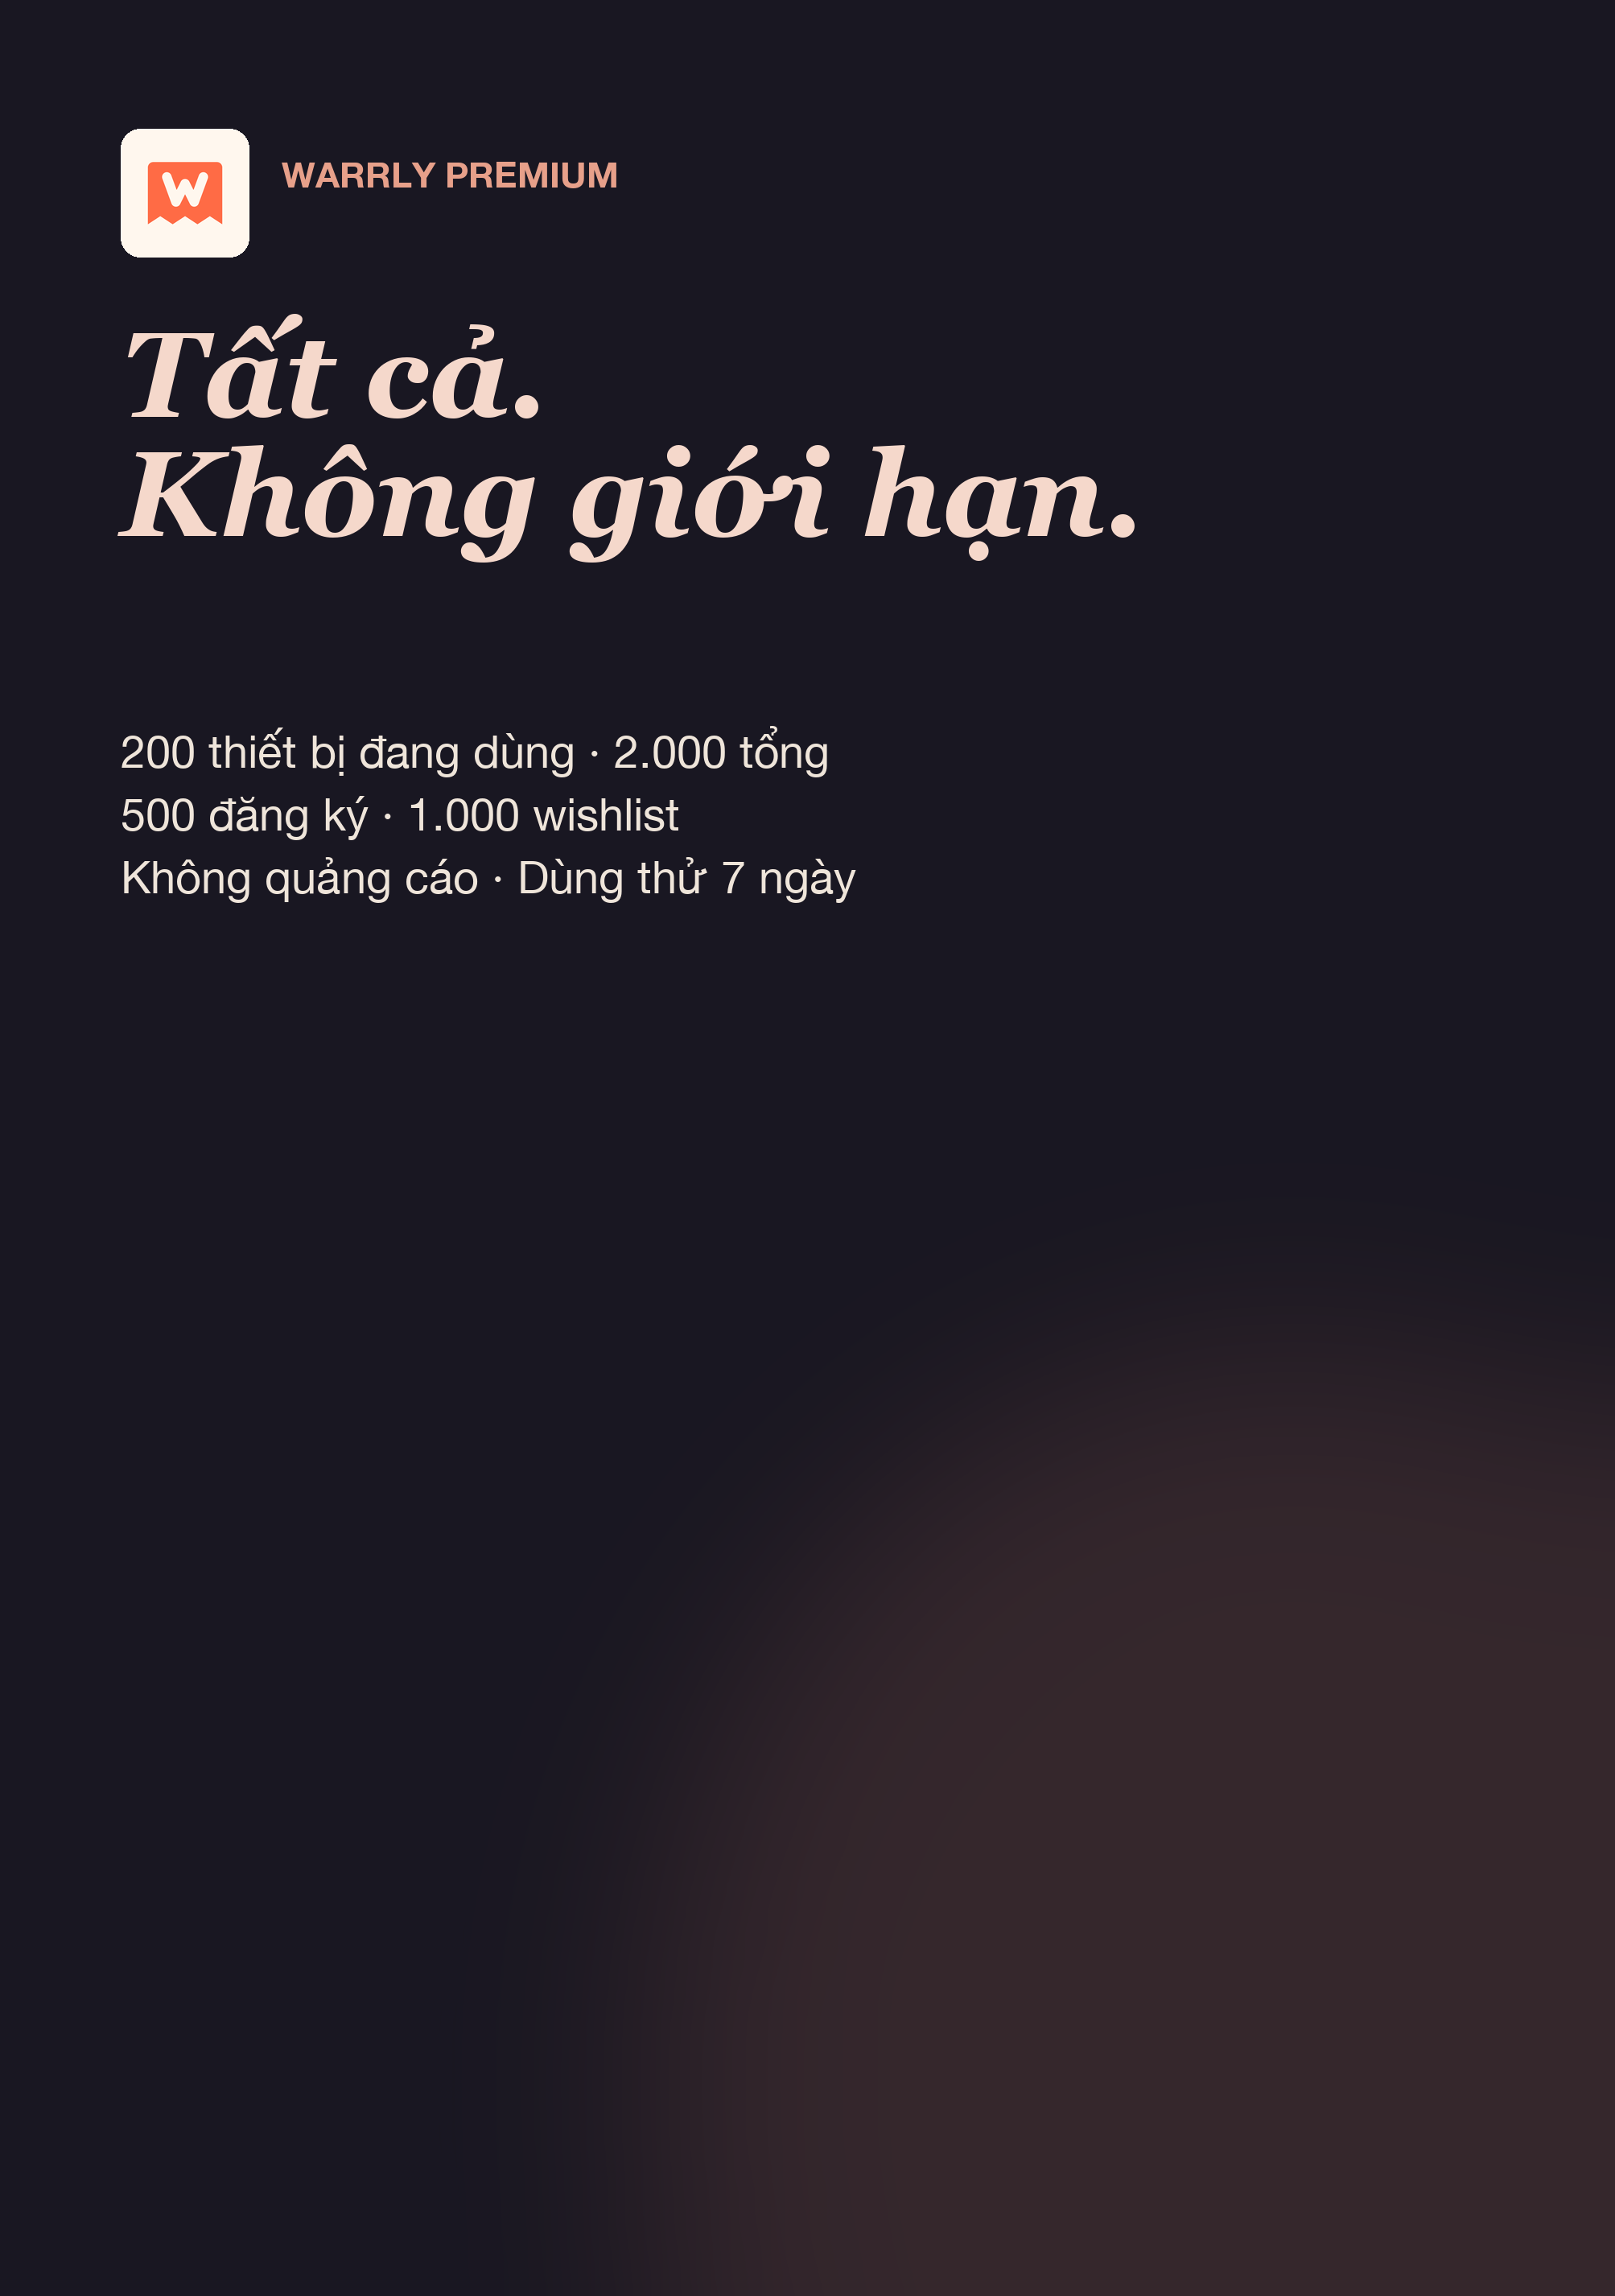 W
WARRLY PREMIUM
Tất cả.
Không giới hạn.
200 thiết bị đang dùng · 2.000 tổng
500 đăng ký · 1.000 wishlist
Không quảng cáo · Dùng thử 7 ngày